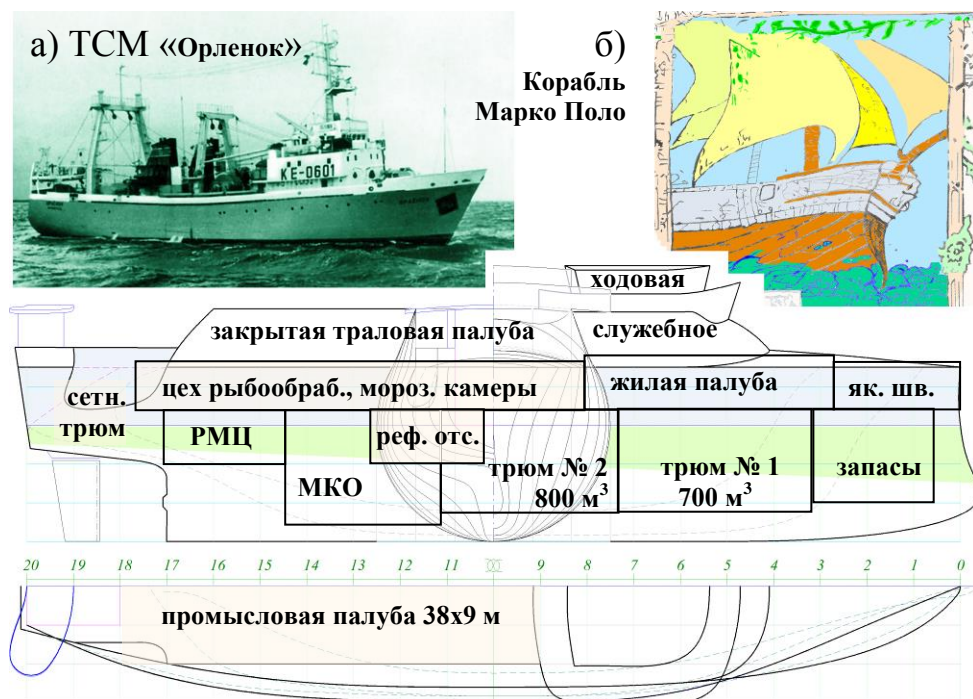 а) ТСМ «Орленок»
б)
Корабль
Марко Поло
КЕ-0601
ходовая
закрытая траловая палуба
служебное
цех рыбообраб., мороз. камеры
жилая палуба
як. шв.
сетн.
трюм
РМЦ
реф. отс.
МКО
трюм № 2
800 м³
трюм № 1
700 м³
запасы
20 19 18 17 16 15 14 13 12 11 9 8 7 6 5 4 3 2 1 0
промысловая палуба 38х9 м